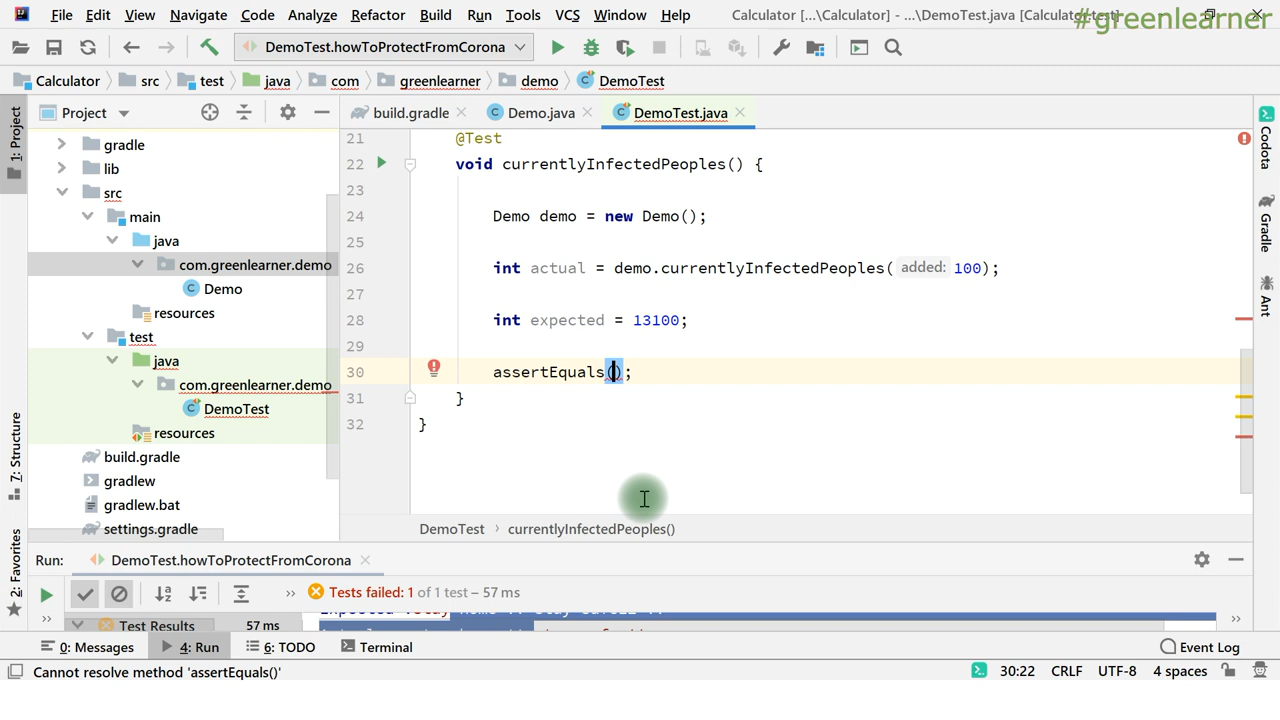 File Edit View Navigate Code Analyze Refactor Build Run Tools VCS Window Help Calculator [...\Calculator] - ...\DemoTest.java [Calculator.test]
#greenlearner
DemoTest.howToProtectFromCorona
Calculator src test java com greenlearner demo DemoTest
1: Project
Project
build.gradle Demo.java DemoTest.java
gradle
lib
src
main
java
com.greenlearner.demo
Demo
resources
test
java
com.greenlearner.demo
DemoTest
resources
build.gradle
gradlew
gradlew.bat
settings.gradle
21 @Test
22 void currentlyInfectedPeoples() {
23
24 Demo demo = new Demo();
25
26 int actual = demo.currentlyInfectedPeoples( added: 100);
27
28 int expected = 13100;
29
30 assertEquals();
31 }
32 }
DemoTest › currentlyInfectedPeoples()
Codota
Gradle
Ant
7: Structure
2: Favorites
Run: DemoTest.howToProtectFromCorona
» Tests failed: 1 of 1 test – 57 ms
Test Results 57 ms
0: Messages 4: Run 6: TODO Terminal Event Log
Cannot resolve method 'assertEquals()' 30:22 CRLF UTF-8 4 spaces